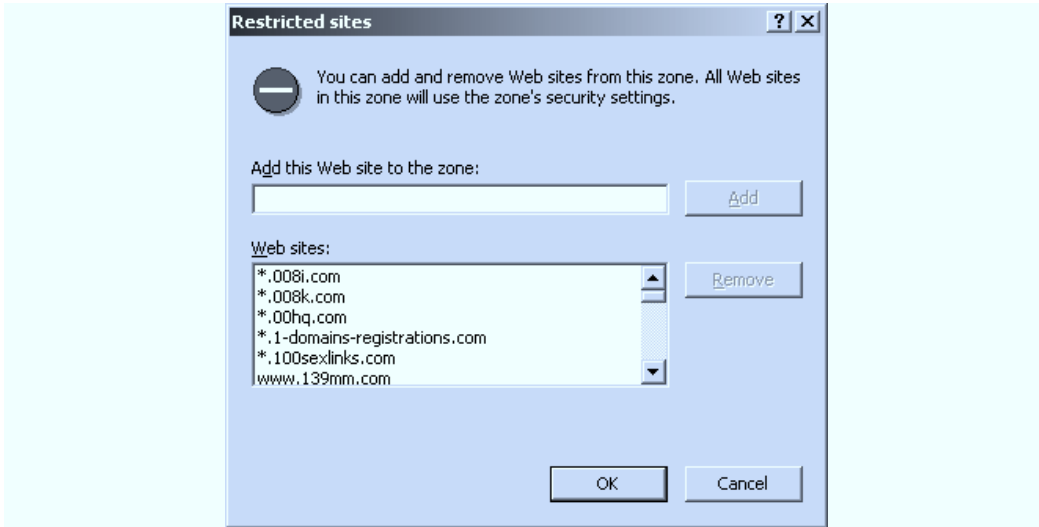 Restricted sites
You can add and remove Web sites from this zone. All Web sites
in this zone will use the zone's security settings.
Add this Web site to the zone:
Add
Web sites:
*.008i.com
*.008k.com
*.00hq.com
*.1-domains-registrations.com
*.100sexlinks.com
www.139mm.com
Remove
OK
Cancel